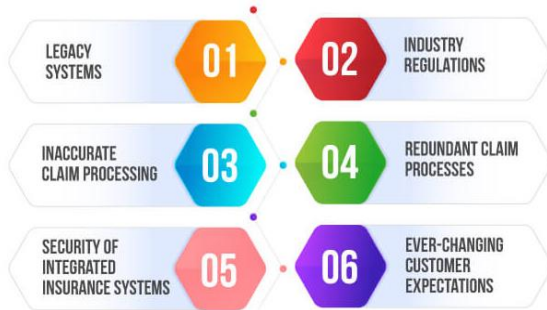 LEGACY
SYSTEMS
01
02
INDUSTRY
REGULATIONS
INACCURATE
CLAIM PROCESSING
03
04
REDUNDANT CLAIM
PROCESSES
SECURITY OF
INTEGRATED
INSURANCE SYSTEMS
05
06
EVER-CHANGING
CUSTOMER
EXPECTATIONS